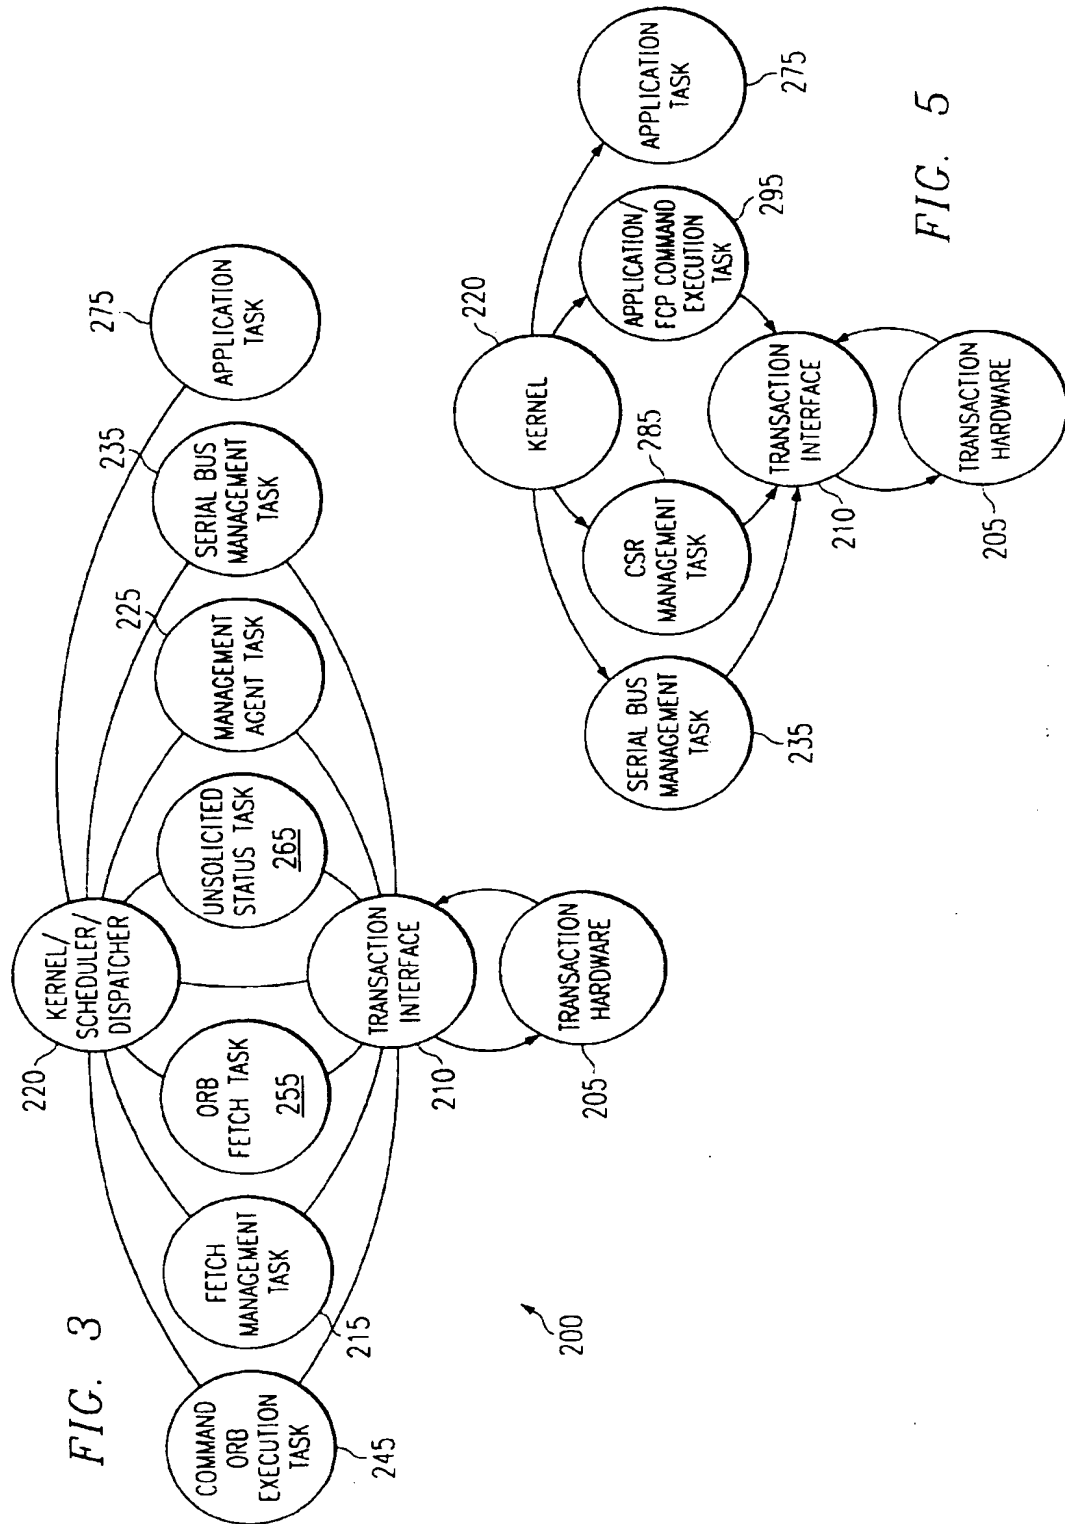 FIG. 3
220
KERNEL/
SCHEDULER/
DISPATCHER
COMMAND
ORB
EXECUTION
TASK
245
FETCH
MANAGEMENT
TASK
215
ORB
FETCH TASK
255
UNSOLICITED
STATUS TASK
265
MANAGEMENT
AGENT TASK
225
SERIAL BUS
MANAGEMENT
TASK
235
APPLICATION
TASK
275
TRANSACTION
INTERFACE
210
TRANSACTION
HARDWARE
205
200
KERNEL
220
SERIAL BUS
MANAGEMENT
TASK
235
CSR
MANAGEMENT
TASK
285
APPLICATION/
FCP COMMAND
EXECUTION
TASK
295
APPLICATION
TASK
275
TRANSACTION
INTERFACE
210
TRANSACTION
HARDWARE
205
FIG. 5